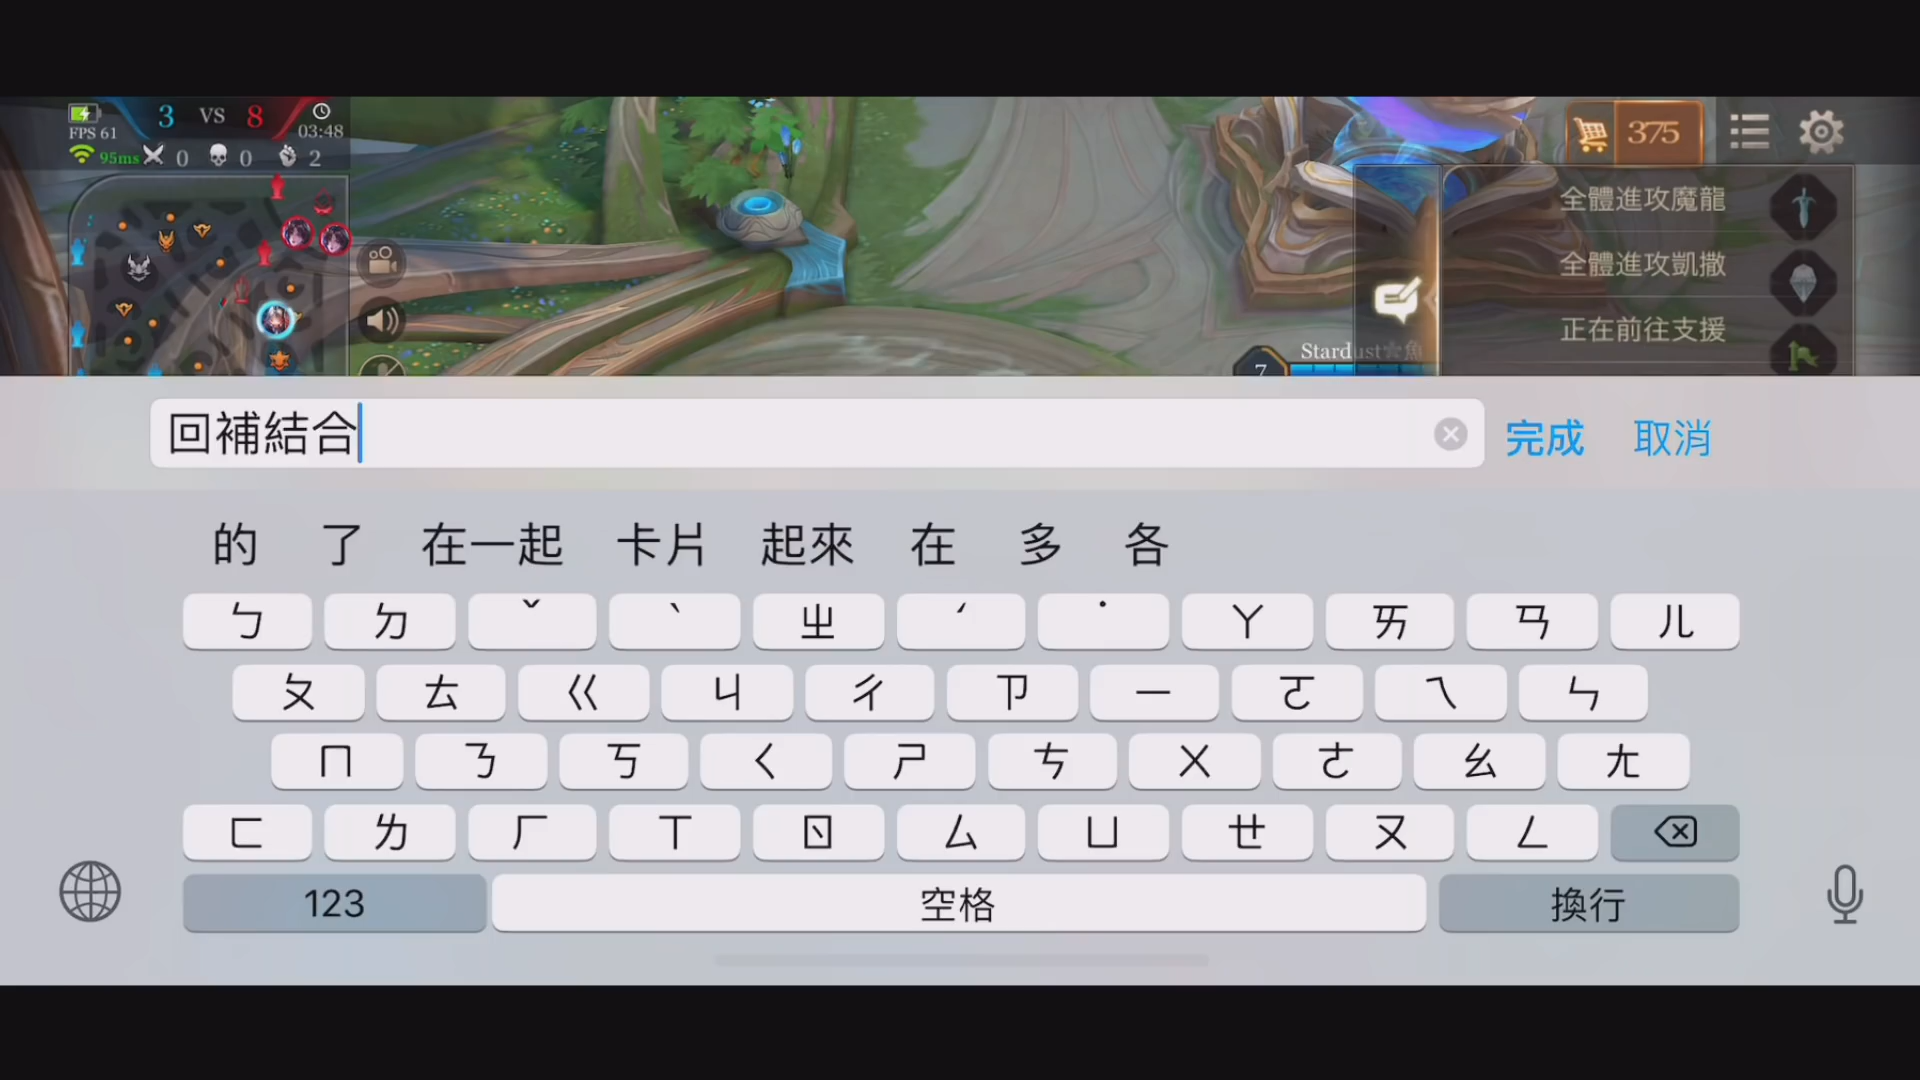 3 VS 8
FPS 61
03:48
95ms 0 0 2
375
全體進攻魔龍
全體進攻凱撒
正在前往支援
Stardust
7
回補結合
完成 取消
的 了 在一起 卡片 起來 在 多 各
ㄅ ㄉ ˇ ˋ ㄓ ˊ ˙ ㄚ ㄞ ㄢ ㄦ
ㄆ ㄊ ㄍ ㄐ ㄔ ㄗ 一 ㄛ ㄟ ㄣ
ㄇ ㄋ ㄎ ㄑ ㄕ ㄘ ㄨ ㄜ ㄠ ㄤ
ㄈ ㄌ ㄏ ㄒ ㄖ ㄙ ㄩ ㄝ ㄡ ㄥ
123 空格 換行